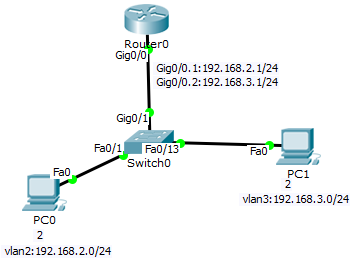 Router0
Gig0/0
Gig0/0.1:192.168.2.1/24
Gig0/0.2:192.168.3.1/24
Gig0/1
Fa0/1
Fa0/13
Switch0
Fa0
PC1
2
vlan3:192.168.3.0/24
Fa0
PC0
2
vlan2:192.168.2.0/24